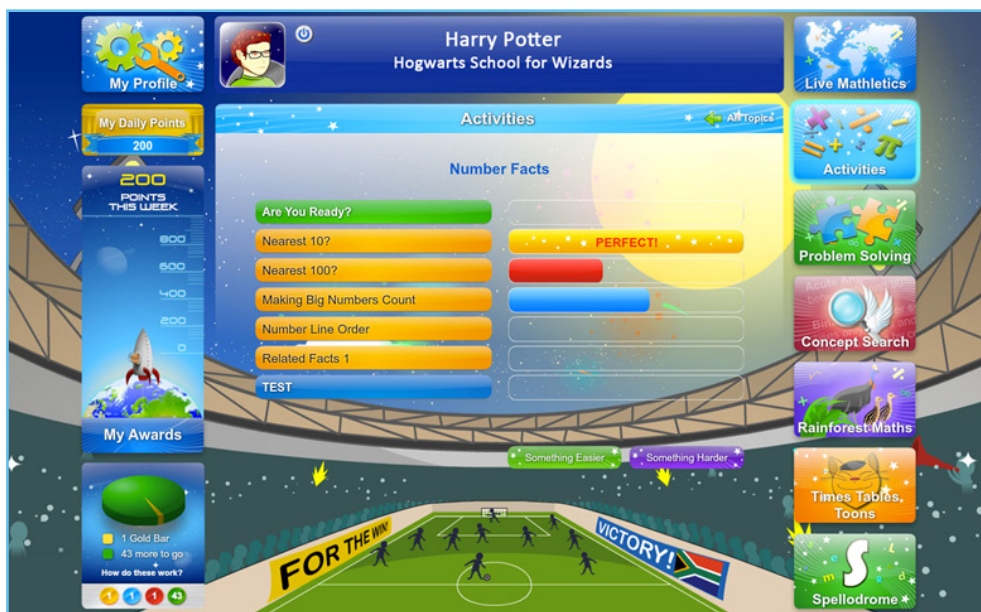 My Profile
My Daily Points
200
200
POINTS
THIS WEEK
800
600
400
200
0
My Awards
1 Gold Bar
43 more to go
How do these work?
1 1 1 43
Harry Potter
Hogwarts School for Wizards
Activities
All Topics
Number Facts
Are You Ready?
Nearest 10?
PERFECT!
Nearest 100?
Making Big Numbers Count
Number Line Order
Related Facts 1
TEST
Something Easier
Something Harder
FOR THE WIN!
VICTORY!
Live Mathletics
Activities
Problem Solving
Concept Search
Rainforest Maths
Times Tables
Toons
S
Spellodrome